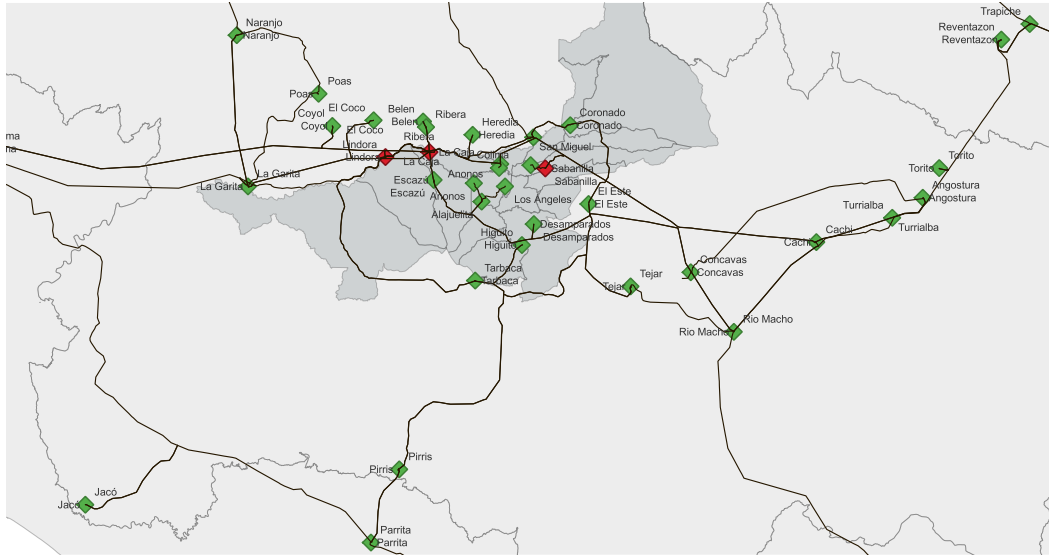 Trapiche
Naranjo
Naranjo
Reventazon
Reventazon
Poas
Poas
Coyol
El Coco
Belen
Ribera
Coyol
El Coco
Belen
Heredia
Heredia
Coronado
Coronado
Ribera
Lindora
Lindora
La Caja
La Caja
Colima
San Miguel
Sabanilla
Sabanilla
Torito
Torito
La Garita
La Garita
Escazú
Escazú
Anonos
Anonos
Los Angeles
Alajuelita
El Este
El Este
Angostura
Angostura
Turrialba
Turrialba
Desamparados
Desamparados
Higuito
Higuito
Cachi
Cachi
Tarbaca
Tarbaca
Concavas
Concavas
Tejar
Tejar
Rio Macho
Rio Macho
Pirris
Pirris
Jacó
Jacó
Parrita
Parrita